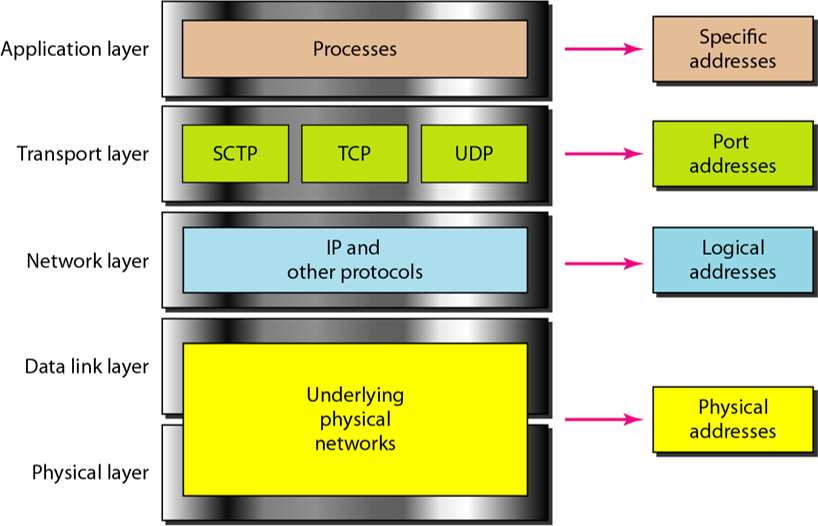 Application layer
Processes
Specific
addresses
Transport layer
SCTP
TCP
UDP
Port
addresses
Network layer
IP and
other protocols
Logical
addresses
Data link layer
Underlying
physical
networks
Physical
addresses
Physical layer